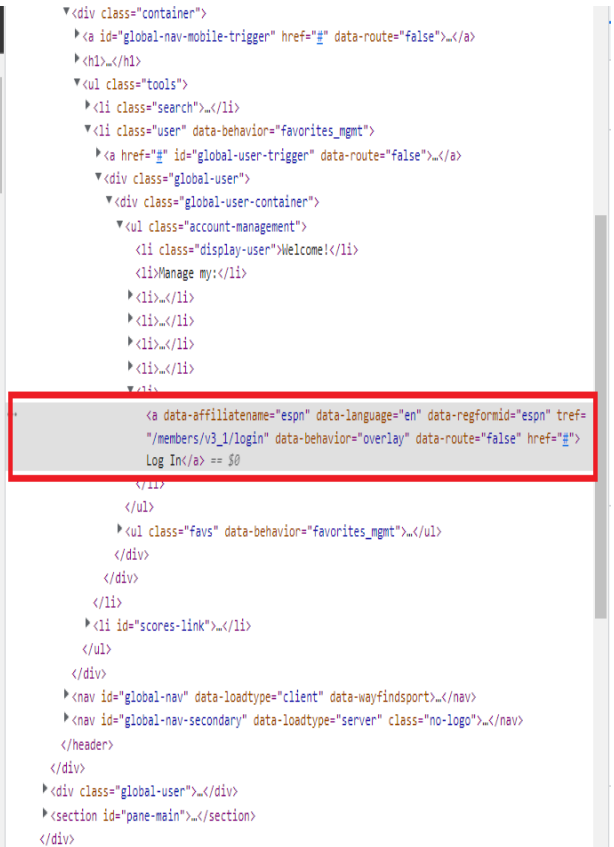 ▼<div class="container">
▶<a id="global-nav-mobile-trigger" href="#" data-route="false">…</a>
▶<h1>…</h1>
▼<ul class="tools">
▶<li class="search">…</li>
▼<li class="user" data-behavior="favorites_mgmt">
▶<a href="#" id="global-user-trigger" data-route="false">…</a>
▼<div class="global-user">
▼<div class="global-user-container">
▼<ul class="account-management">
<li class="display-user">Welcome!</li>
<li>Manage my:</li>
▶<li>…</li>
▶<li>…</li>
▶<li>…</li>
▶<li>…</li>
▼<li>
<a data-affiliatename="espn" data-language="en" data-regformid="espn" tref=
"/members/v3_1/login" data-behavior="overlay" data-route="false" href="#">
Log In</a> == $0
</li>
</ul>
▶<ul class="favs" data-behavior="favorites_mgmt">…</ul>
</div>
</div>
</li>
▶<li id="scores-link">…</li>
</ul>
</div>
▶<nav id="global-nav" data-loadtype="client" data-wayfindsport>…</nav>
▶<nav id="global-nav-secondary" data-loadtype="server" class="no-logo">…</nav>
</header>
</div>
▶<div class="global-user">…</div>
▶<section id="pane-main">…</section>
</div>